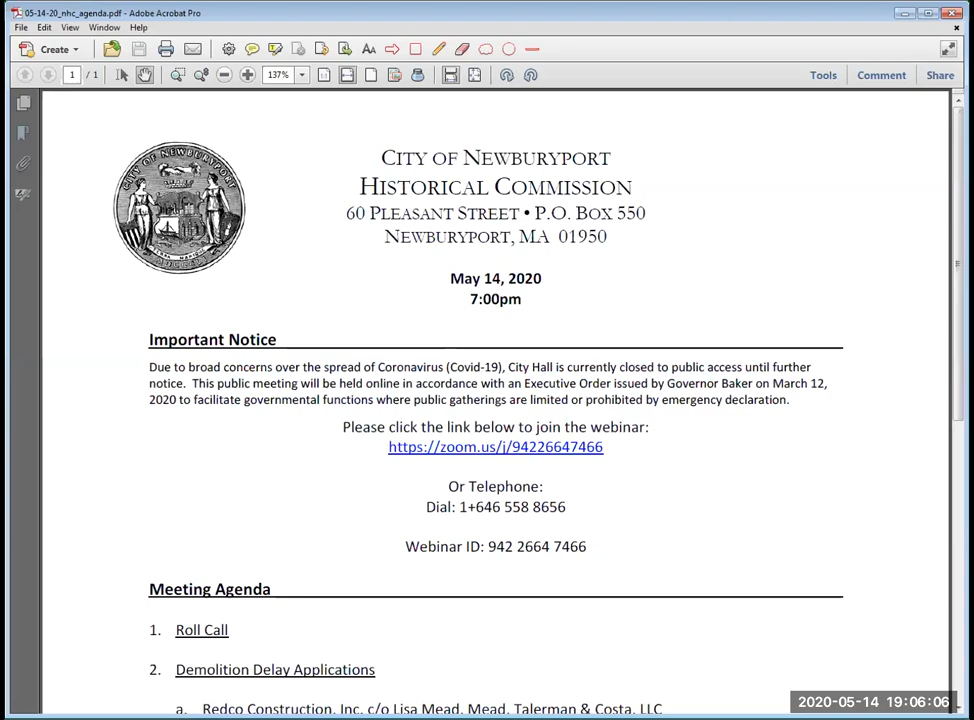 05-14-20_nhc_agenda.pdf - Adobe Acrobat Pro
File Edit View Window Help
Create
1 / 1
137%
Tools Comment Share
CITY OF NEWBURYPORT
CITY OF NEWBURYPORT
HISTORICAL COMMISSION
60 PLEASANT STREET • P.O. BOX 550
NEWBURYPORT, MA 01950
May 14, 2020
7:00pm
Important Notice
Due to broad concerns over the spread of Coronavirus (Covid-19), City Hall is currently closed to public access until further
notice. This public meeting will be held online in accordance with an Executive Order issued by Governor Baker on March 12,
2020 to facilitate governmental functions where public gatherings are limited or prohibited by emergency declaration.
Please click the link below to join the webinar:
https://zoom.us/j/94226647466
Or Telephone:
Dial: 1+646 558 8656
Webinar ID: 942 2664 7466
Meeting Agenda
1. Roll Call
2. Demolition Delay Applications
a. Redco Construction, Inc. c/o Lisa Mead, Mead, Talerman & Costa, LLC
2020-05-14 19:06:06